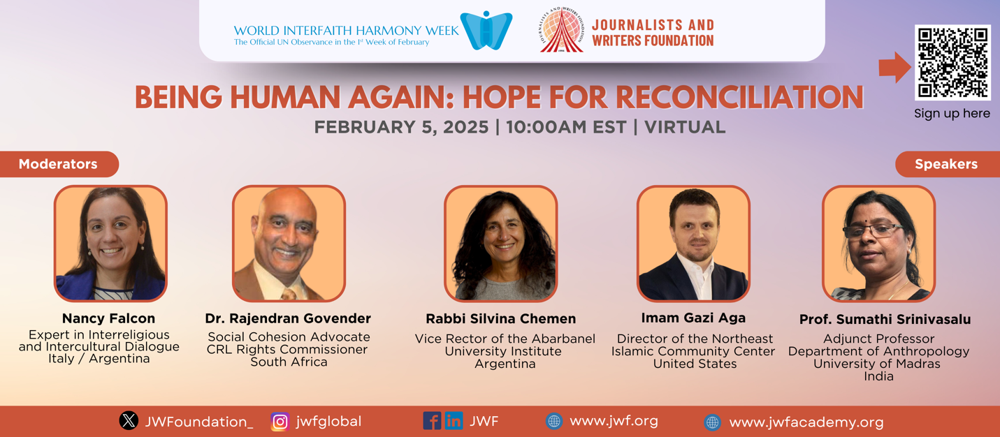 WORLD INTERFAITH HARMONY WEEK
The Official UN Observance in the 1st Week of February
JOURNALISTS AND WRITERS FOUNDATION
1994
JOURNALISTS AND
WRITERS FOUNDATION
BEING HUMAN AGAIN: HOPE FOR RECONCILIATION
FEBRUARY 5, 2025 | 10:00AM EST | VIRTUAL
Sign up here
Moderators
Speakers
Nancy Falcon
Expert in Interreligious
and Intercultural Dialogue
Italy / Argentina
Dr. Rajendran Govender
Social Cohesion Advocate
CRL Rights Commissioner
South Africa
Rabbi Silvina Chemen
Vice Rector of the Abarbanel
University Institute
Argentina
Imam Gazi Aga
Director of the Northeast
Islamic Community Center
United States
Prof. Sumathi Srinivasalu
Adjunct Professor
Department of Anthropology
University of Madras
India
JWFoundation_
jwfglobal
JWF
www.jwf.org
www.jwfacademy.org